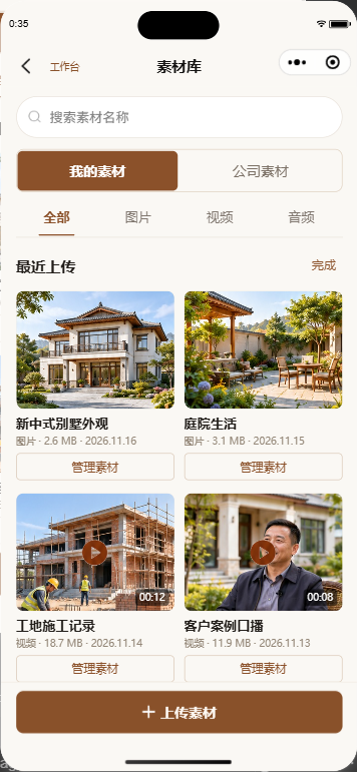 0:35
工作台
素材库
搜索素材名称
我的素材
公司素材
全部
图片
视频
音频
最近上传
完成
新中式别墅外观
图片 · 2.6 MB · 2026.11.16
管理素材
庭院生活
图片 · 3.1 MB · 2026.11.15
管理素材
00:12
工地施工记录
视频 · 18.7 MB · 2026.11.14
管理素材
00:08
客户案例口播
视频 · 11.9 MB · 2026.11.13
管理素材
+ 上传素材